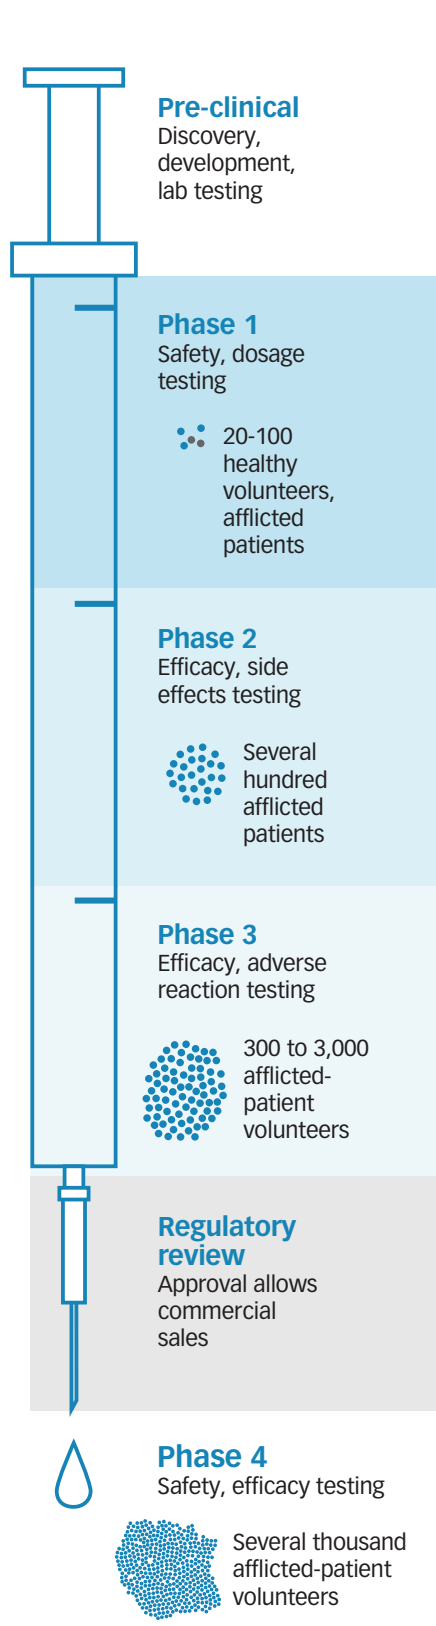 Pre-clinical
Discovery,
development,
lab testing
Phase 1
Safety, dosage
testing
20-100
healthy
volunteers,
afflicted
patients
Phase 2
Efficacy, side
effects testing
Several
hundred
afflicted
patients
Phase 3
Efficacy, adverse
reaction testing
300 to 3,000
afflicted-
patient
volunteers
Regulatory
review
Approval allows
commercial
sales
Phase 4
Safety, efficacy testing
Several thousand
afflicted-patient
volunteers